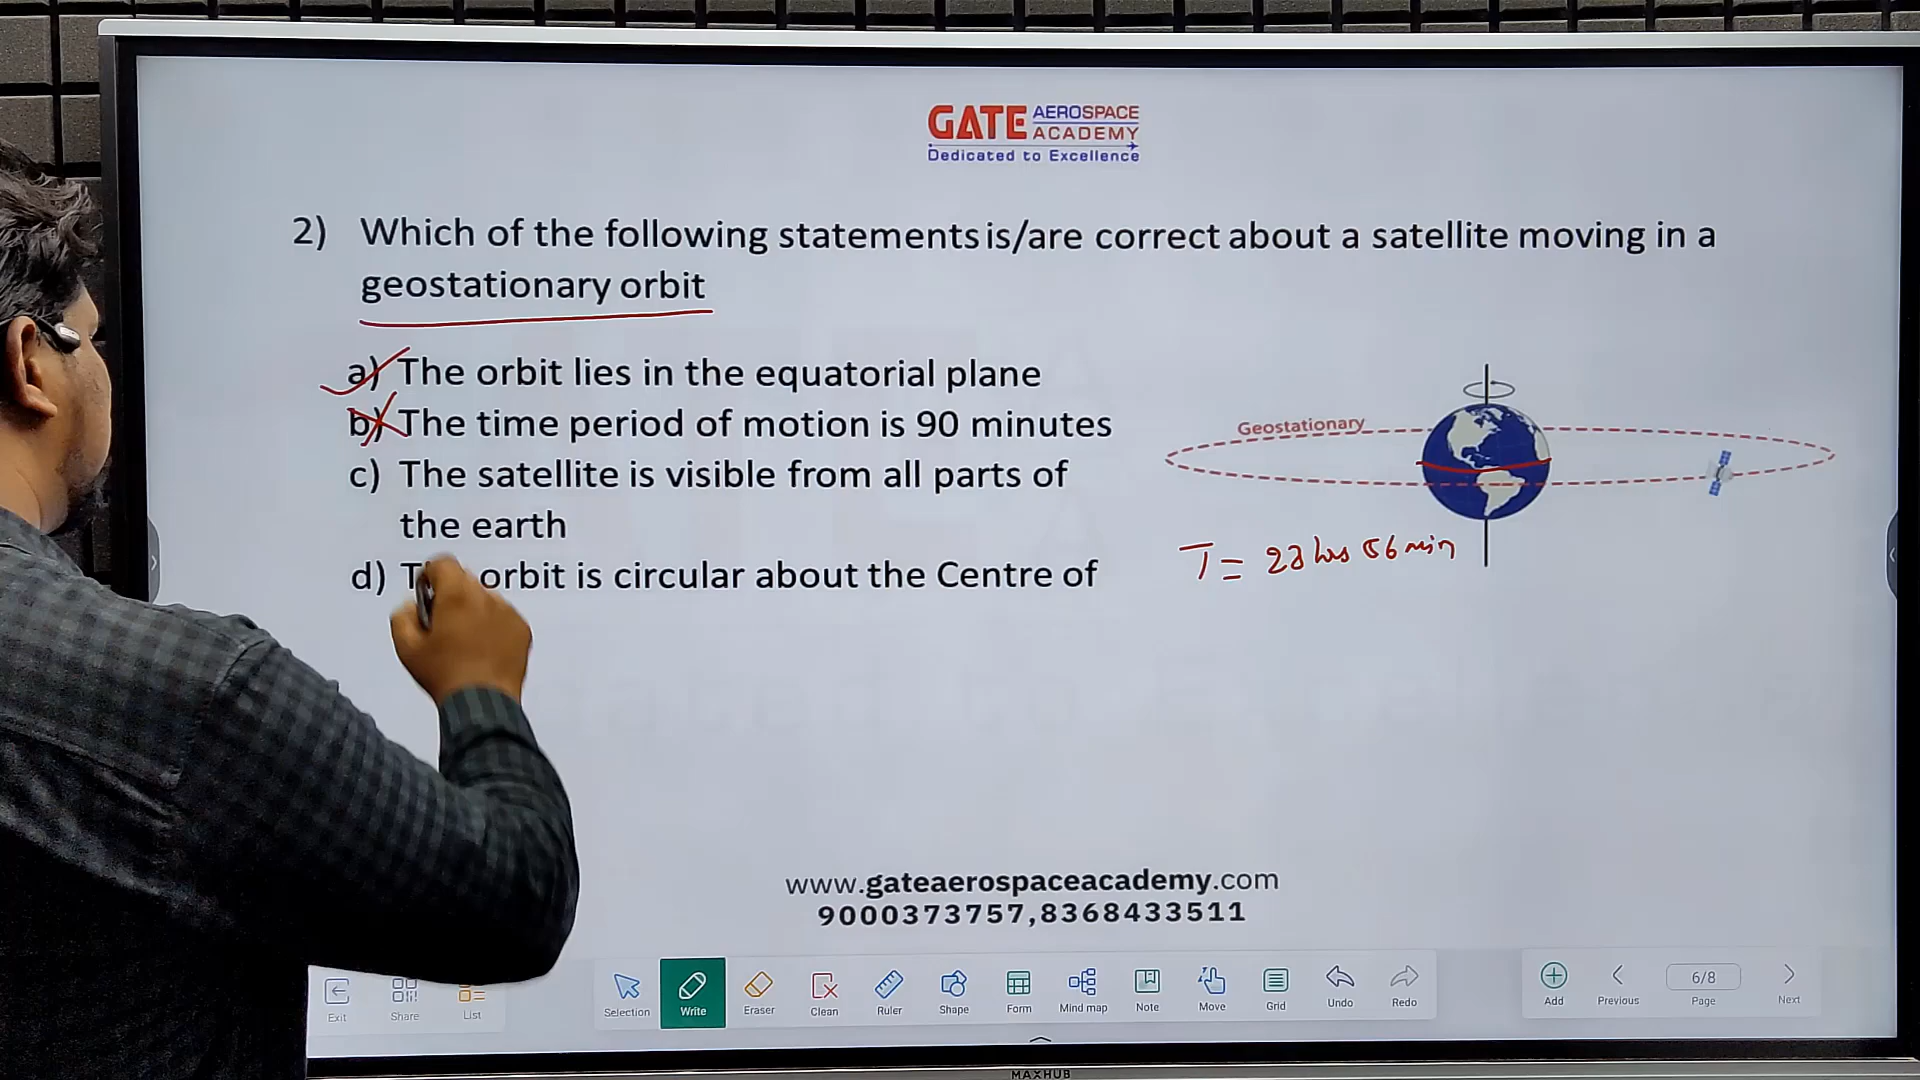 GATE AEROSPACE ACADEMY
Dedicated to Excellence
2) Which of the following statements is/are correct about a satellite moving in a
geostationary orbit
a) The orbit lies in the equatorial plane
b) The time period of motion is 90 minutes
c) The satellite is visible from all parts of
the earth
d) orbit is circular about the Centre of
Geostationary
T = 23 hrs 56 min
www.gateaerospaceacademy.com
9000373757,8368433511
Exit
Share
List
Selection
Write
Eraser
Clean
Ruler
Shape
Form
Mind map
Note
Move
Grid
Undo
Redo
Add
Previous
6/8
Page
Next
MAXHUB